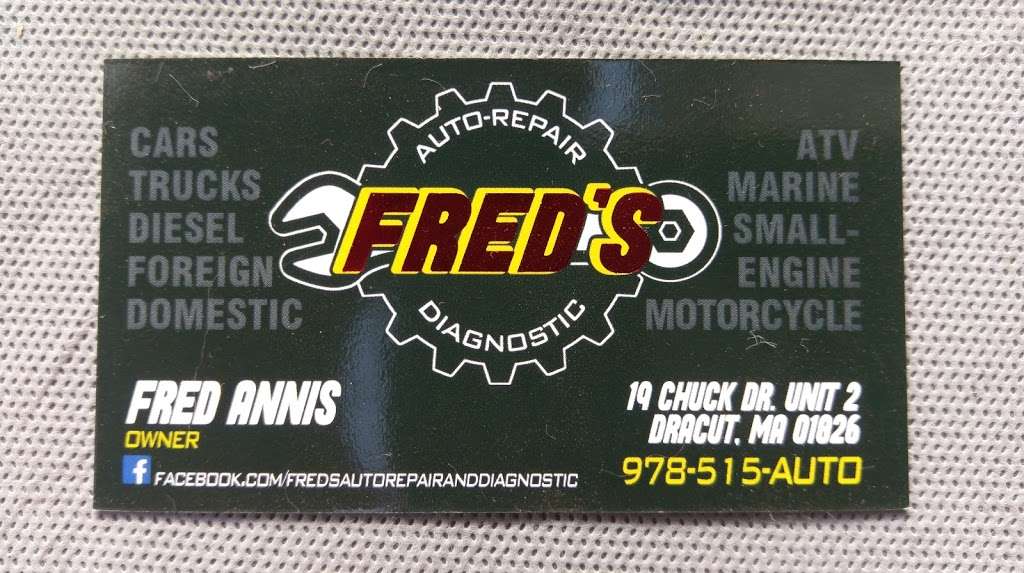 AUTO-REPAIR
FRED'S
DIAGNOSTIC
CARS
TRUCKS
DIESEL
FOREIGN
DOMESTIC
ATV
MARINE
SMALL-
ENGINE
MOTORCYCLE
FRED ANNIS
OWNER
FACEBOOK.COM/FREDSAUTOREPAIRANDDIAGNOSTIC
19 CHUCK DR. UNIT 2
DRACUT, MA 01826
978-515-AUTO